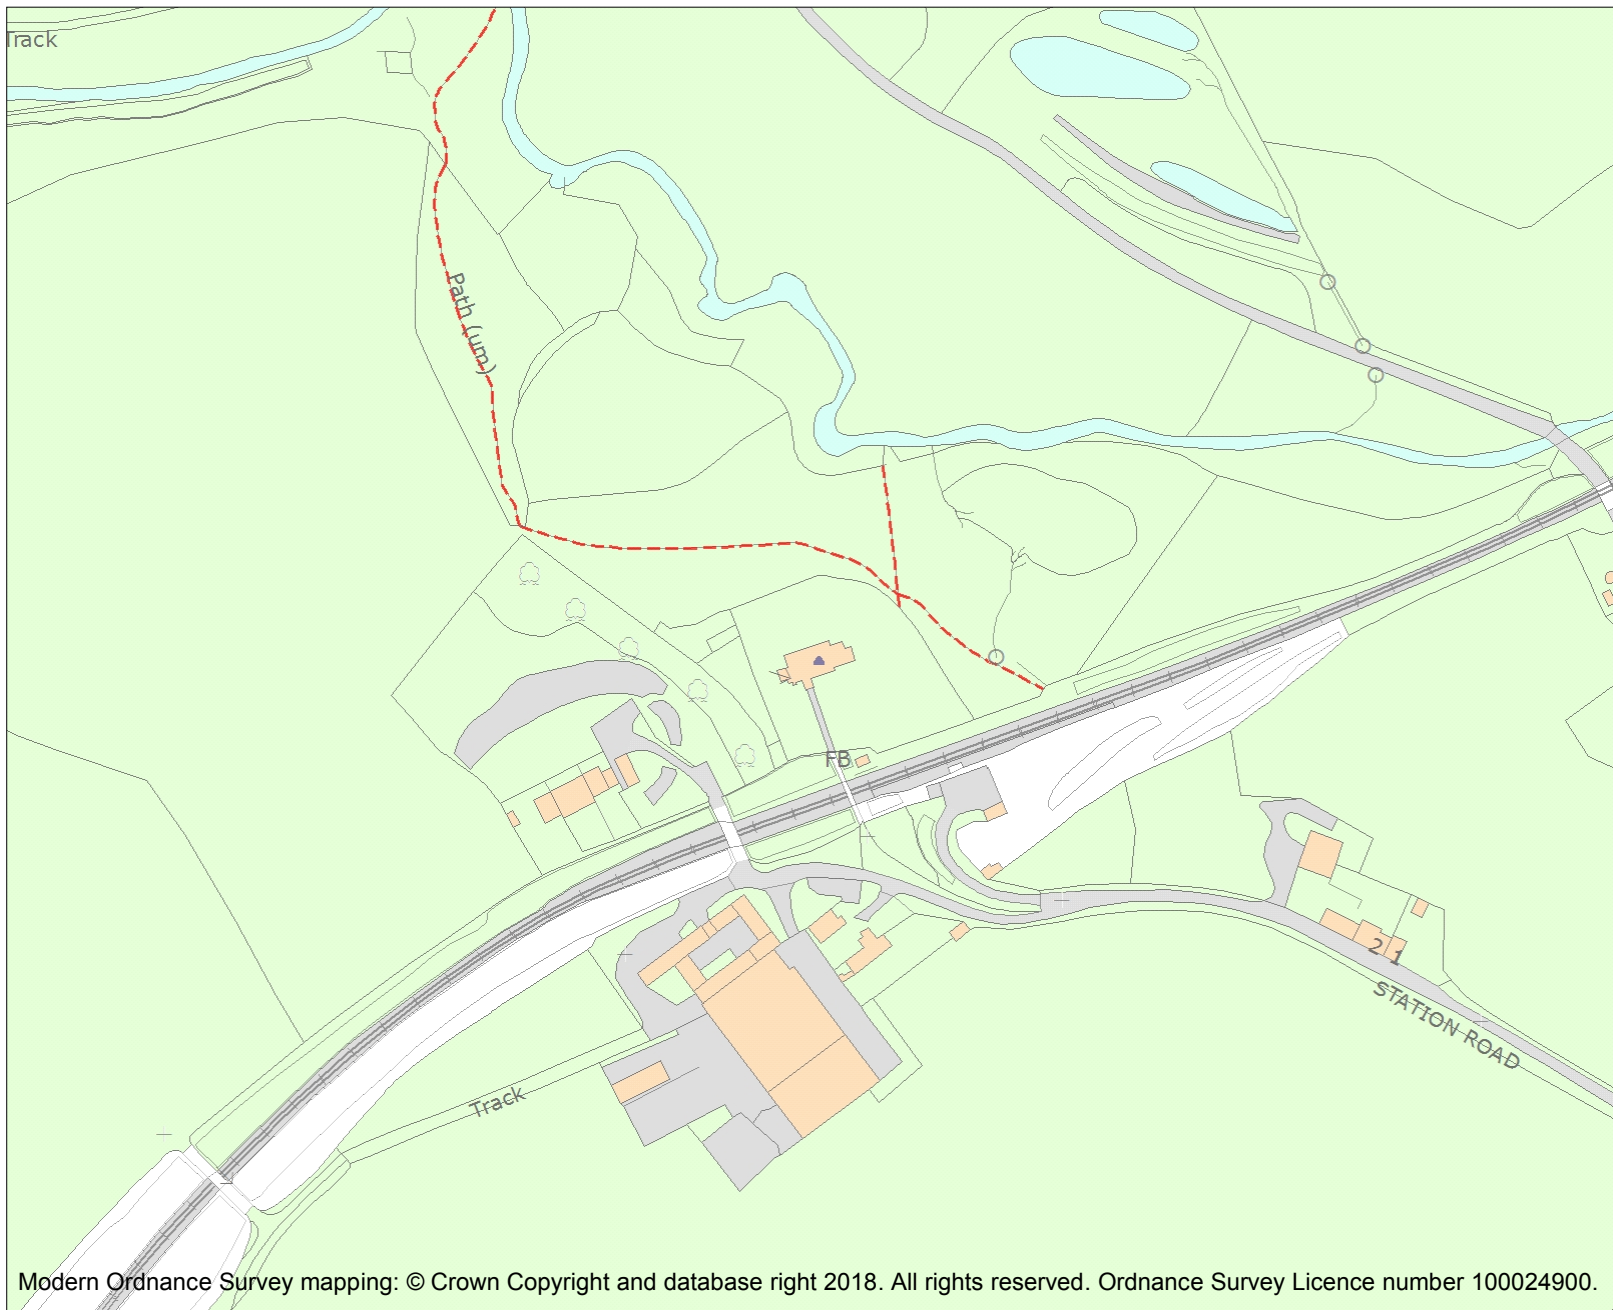 Track
Path (um)
FB
2 1
STATION ROAD
Track
Modern Ordnance Survey mapping: © Crown Copyright and database right 2018. All rights reserved. Ordnance Survey Licence number 100024900.